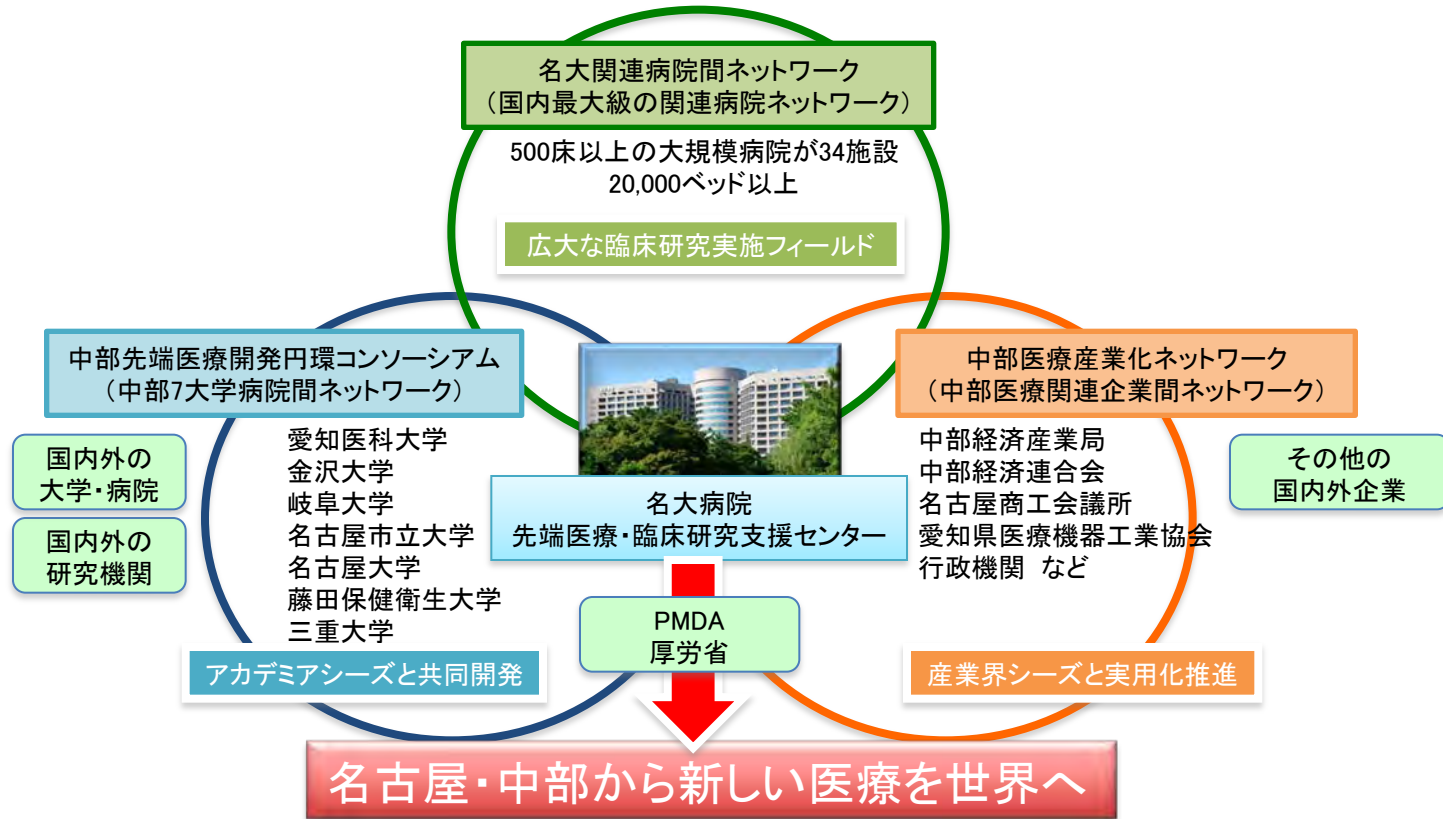 名大関連病院間ネットワーク
（国内最大級の関連病院ネットワーク）
500床以上の大規模病院が34施設
20,000ベッド以上
広大な臨床研究実施フィールド
中部先端医療開発円環コンソーシアム
（中部7大学病院間ネットワーク）
国内外の
大学・病院
国内外の
研究機関
愛知医科大学
金沢大学
岐阜大学
名古屋市立大学
名古屋大学
藤田保健衛生大学
三重大学
アカデミアシーズと共同開発
名大病院
先端医療・臨床研究支援センター
PMDA
厚労省
中部医療産業化ネットワーク
（中部医療関連企業間ネットワーク）
中部経済産業局
中部経済連合会
名古屋商工会議所
愛知県医療機器工業協会
行政機関 など
その他の
国内外企業
産業界シーズと実用化推進
名古屋・中部から新しい医療を世界へ